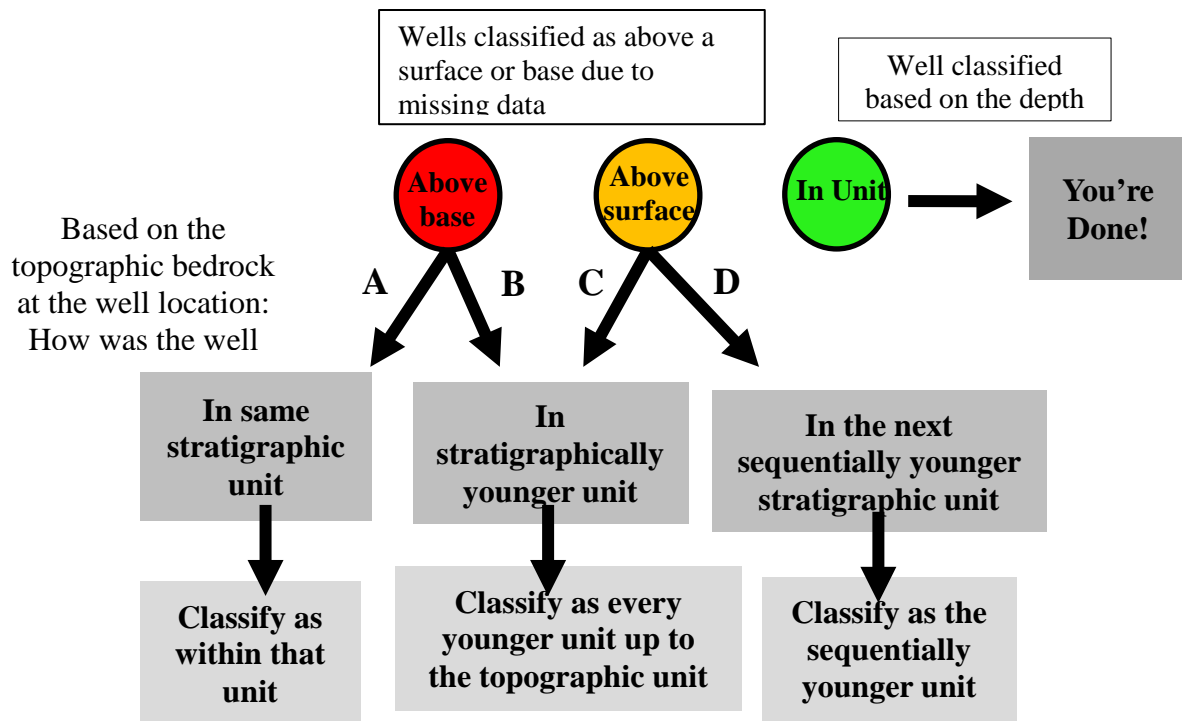 Wells classified as above a
surface or base due to
missing data
Well classified
based on the depth
Above
base
Above
surface
In Unit
You're
Done!
Based on the
topographic bedrock
at the well location:
How was the well
A
B
C
D
In same
stratigraphic
unit
In
stratigraphically
younger unit
In the next
sequentially younger
stratigraphic unit
Classify as
within that
unit
Classify as every
younger unit up to
the topographic unit
Classify as the
sequentially
younger unit